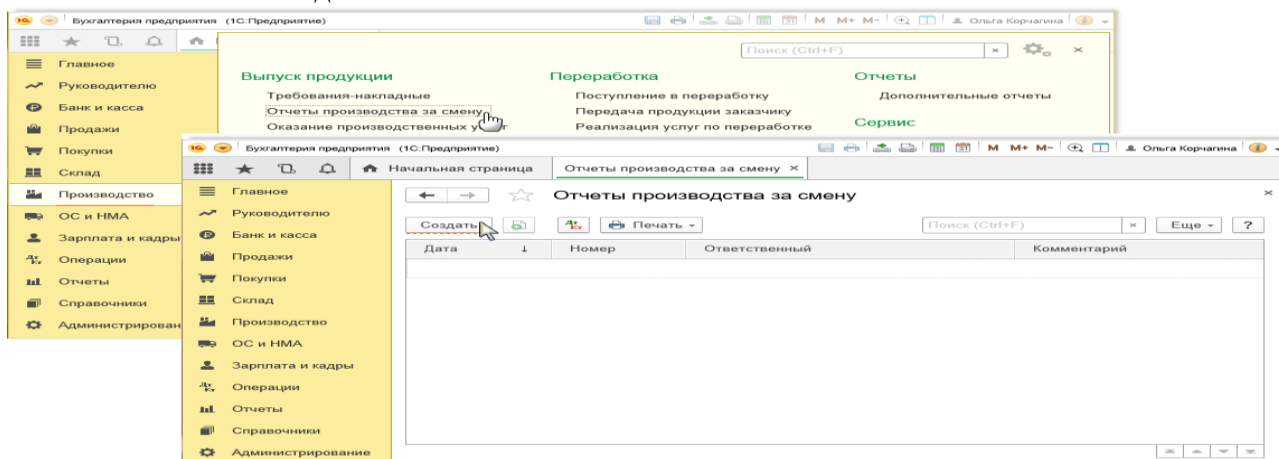 Бухгалтерия предприятия (1С:Предприятие)
M M+ M- Ольга Корчагина
Поиск (Ctrl+F)
Главное
Руководителю
Банк и касса
Продажи
Покупки
Склад
Производство
ОС и НМА
Зарплата и кадры
Операции
Отчеты
Справочники
Выпуск продукции
Требования-накладные
Отчеты производства за смену
Оказание производственных
Переработка
Поступление в переработку
Передача продукции заказчику
Реализация услуг по переработке
Отчеты
Дополнительные отчеты
Сервис
Бухгалтерия предприятия (1С:Предприятие)
M M+ M- Ольга Корчагина
Начальная страница Отчеты производства за смену ×
Главное
Руководителю
Банк и касса
Продажи
Покупки
Склад
Производство
ОС и НМА
Зарплата и кадры
Операции
Отчеты
Справочники
Администрирование
Отчеты производства за смену
Создать Печать Поиск (Ctrl+F) × Еще ?
Дата ↓ Номер Ответственный Комментарий